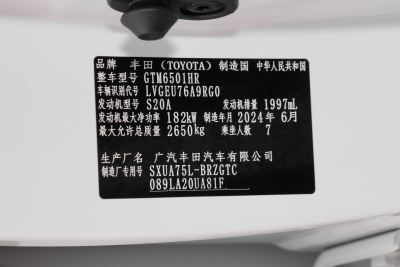 品牌 丰田 (TOYOTA) 制造国 中华人民共和国
整车型号 GTM6501HR
车辆识别代号 LVGEU76A9RG0
发动机型号 S20A 发动机排量 1997mL
发动机最大净功率 182kW 制造年月 2024年 6月
最大允许总质量 2650kg 乘坐人数 7
生产厂名 广汽丰田汽车有限公司
制造厂专用号 SXUA75L-BRZGTC
089LA20UA81F